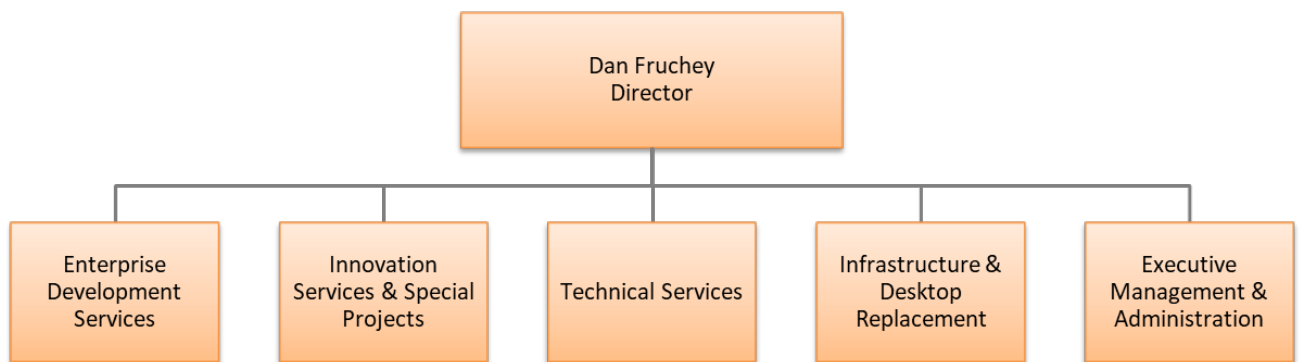 Dan Fruchey
Director
Enterprise
Development
Services
Innovation
Services & Special
Projects
Technical Services
Infrastructure &
Desktop
Replacement
Executive
Management &
Administration